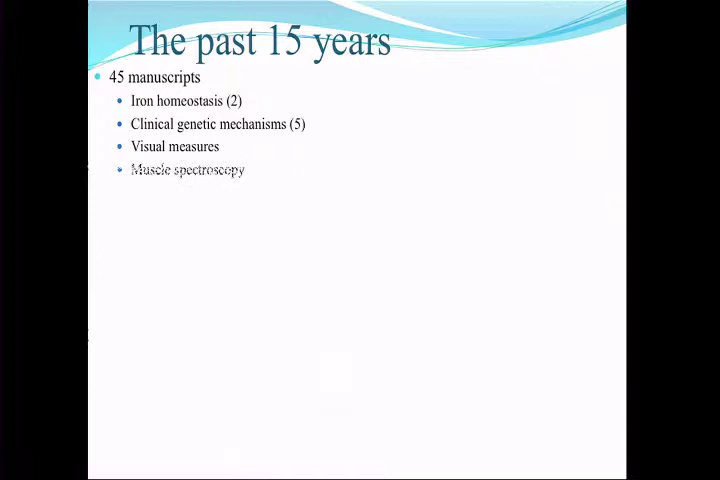 The past 15 years
45 manuscripts
Iron homeostasis (2)
Clinical genetic mechanisms (5)
Visual measures
Muscle spectroscopy